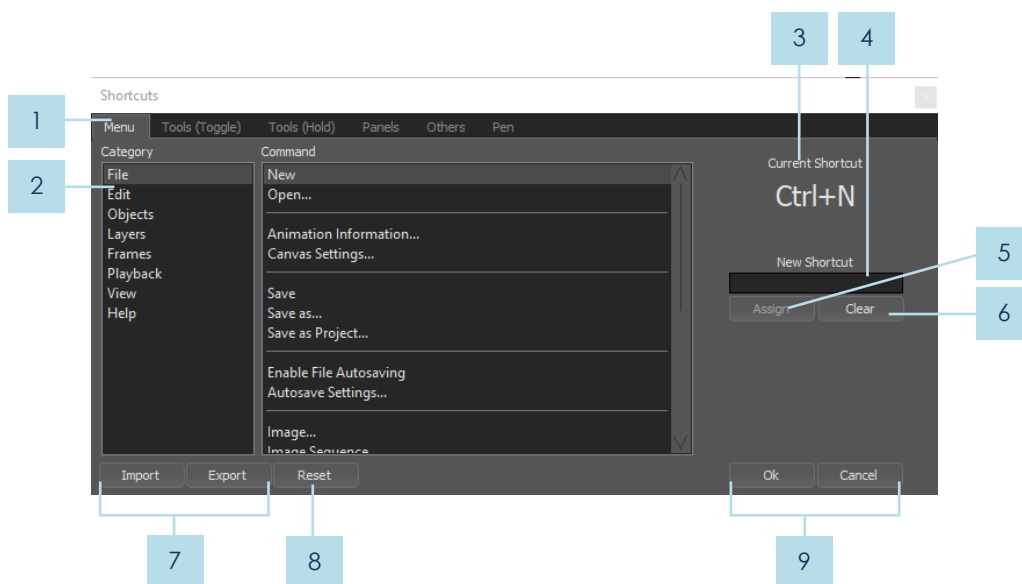 3
4
Shortcuts
1
Menu
Tools (Toggle)
Tools (Hold)
Panels
Others
Pen
Category
Command
Current Shortcut
2
File
New
Ctrl+N
Edit
Open...
Objects
Layers
Animation Information...
Frames
Canvas Settings...
5
New Shortcut
Playback
View
Save
Help
Save as...
Assign
Clear
6
Save as Project...
Enable File Autosaving
Autosave Settings...
Image...
Image Sequence
Import
Export
Reset
Ok
Cancel
7
8
9